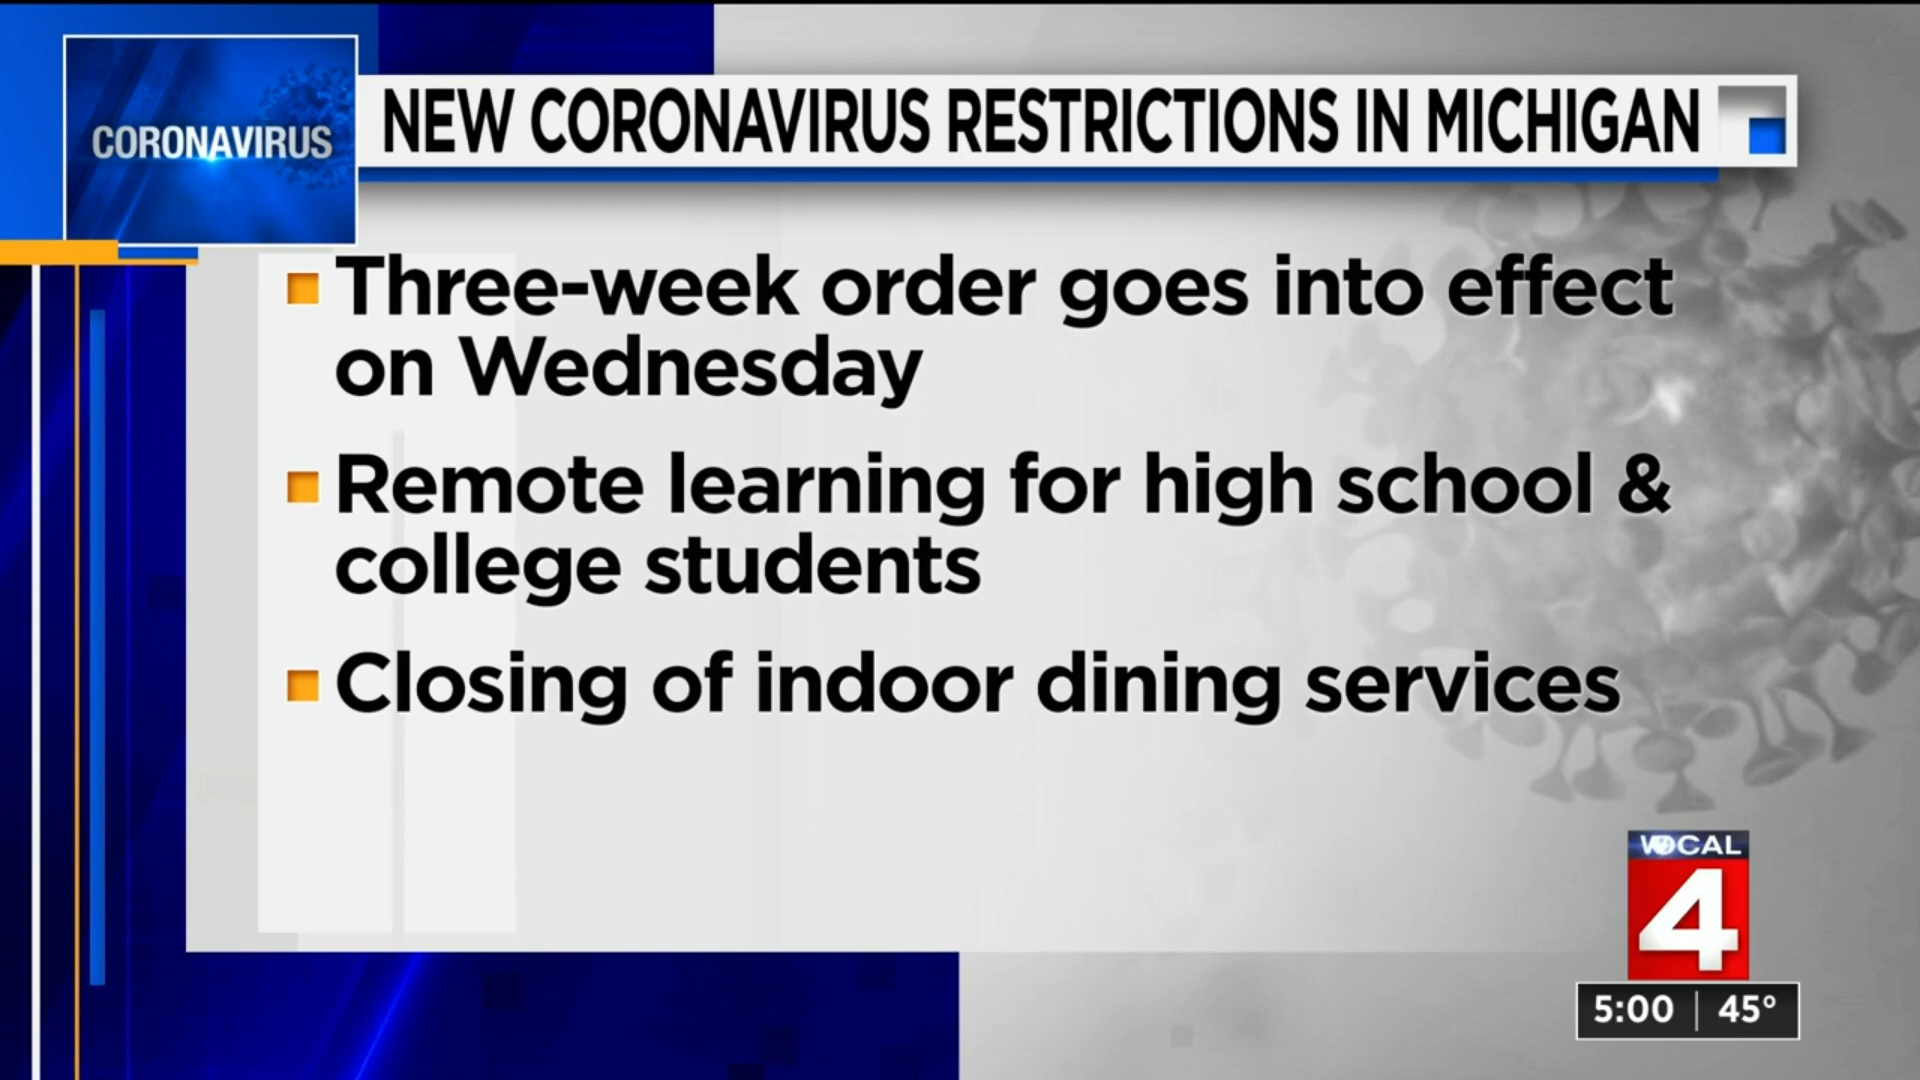 CORONAVIRUS
NEW CORONAVIRUS RESTRICTIONS IN MICHIGAN
Three-week order goes into effect
on Wednesday
Remote learning for high school &
college students
Closing of indoor dining services
4
5:00 | 45°